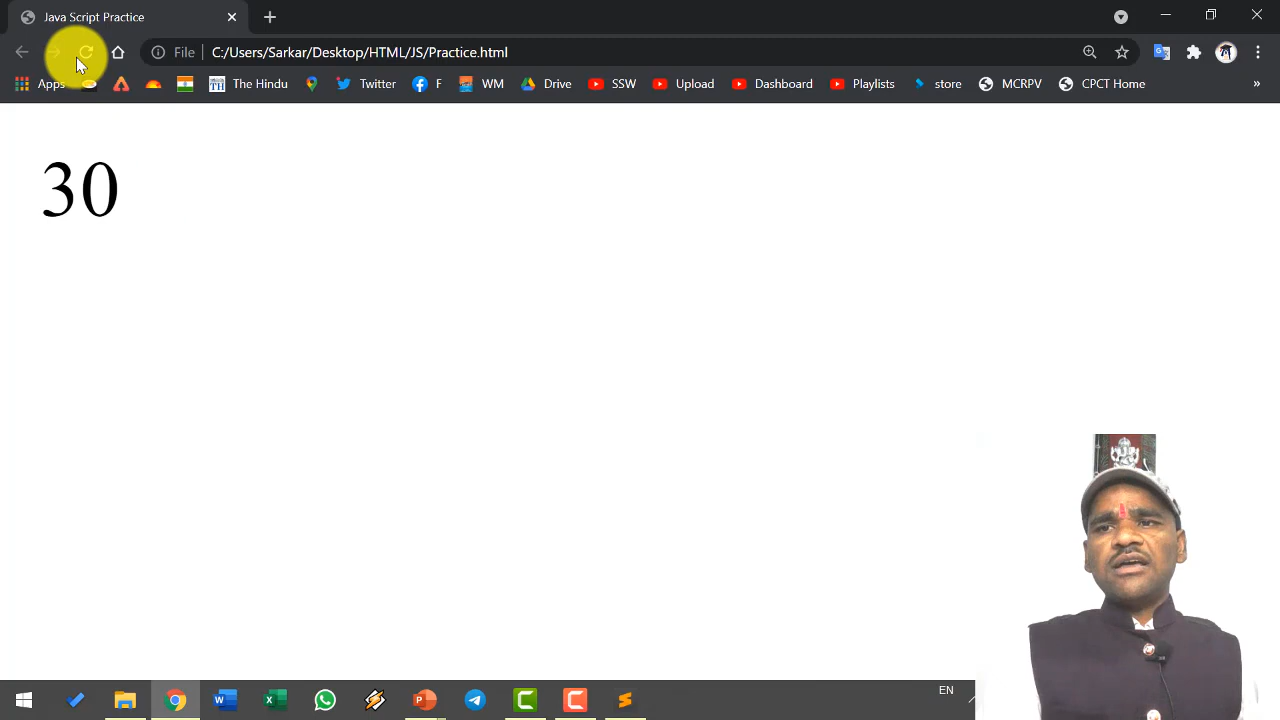 Java Script Practice
File C:/Users/Sarkar/Desktop/HTML/JS/Practice.html
Apps TH The Hindu Twitter F WM Drive SSW Upload Dashboard Playlists store MCRPV CPCT Home »
30
EN